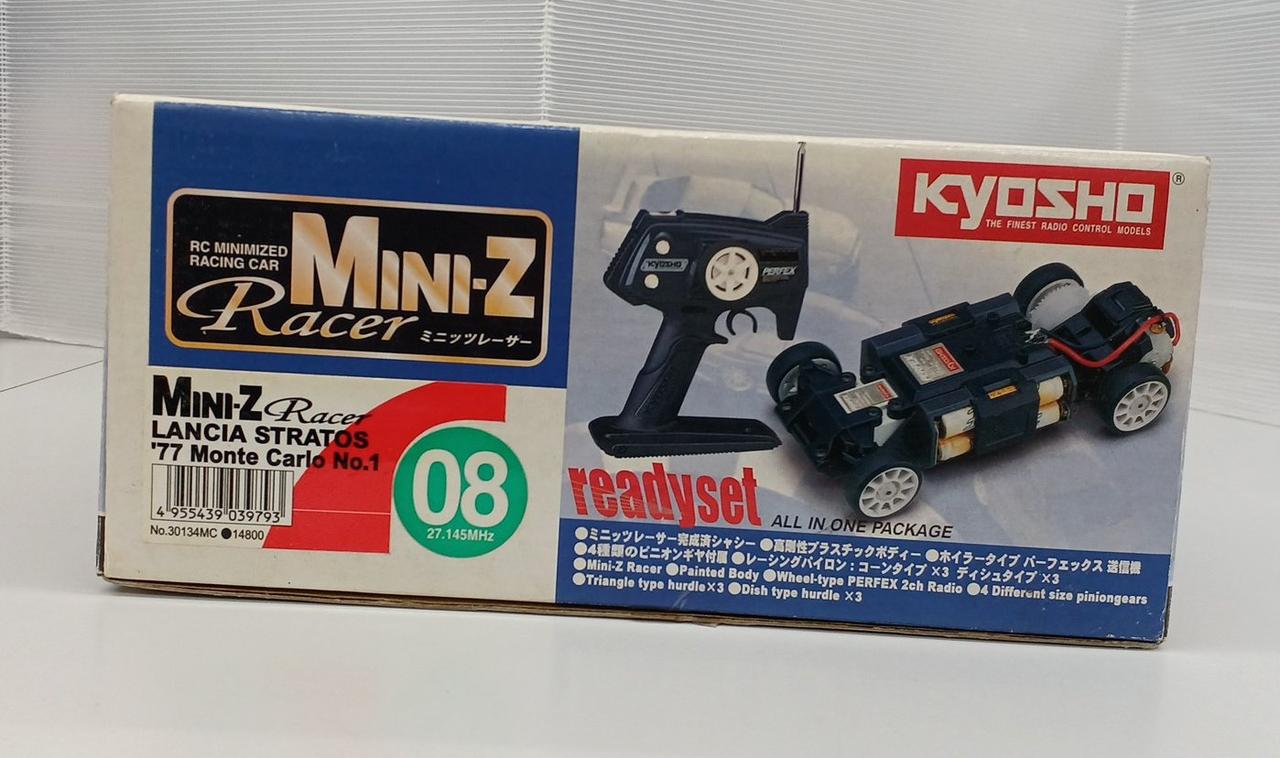 RC MINIMIZED
RACING CAR
MINI-Z
Racer
ミニッツレーサー
MINI-Z Racer
LANCIA STRATOS
'77 Monte Carlo No.1
4 955439 039793
No.30134MC ●14800
08
27.145MHz
KYOSHO
PERFEX
KYOSHO ®
THE FINEST RADIO CONTROL MODELS
readyset ALL IN ONE PACKAGE
●ミニッツレーサー完成済シャシー ●高剛性プラスチックボディー ●ホイラータイプ パーフェックス 送信機
●4種類のピニオンギヤ付属 ●レーシングパイロン：コーンタイプ ×3 ディシュタイプ ×3
●Mini-Z Racer ●Painted Body ●Wheel-type PERFEX 2ch Radio ●4 Different size piniongears
●Triangle type hurdle×3 ●Dish type hurdle ×3